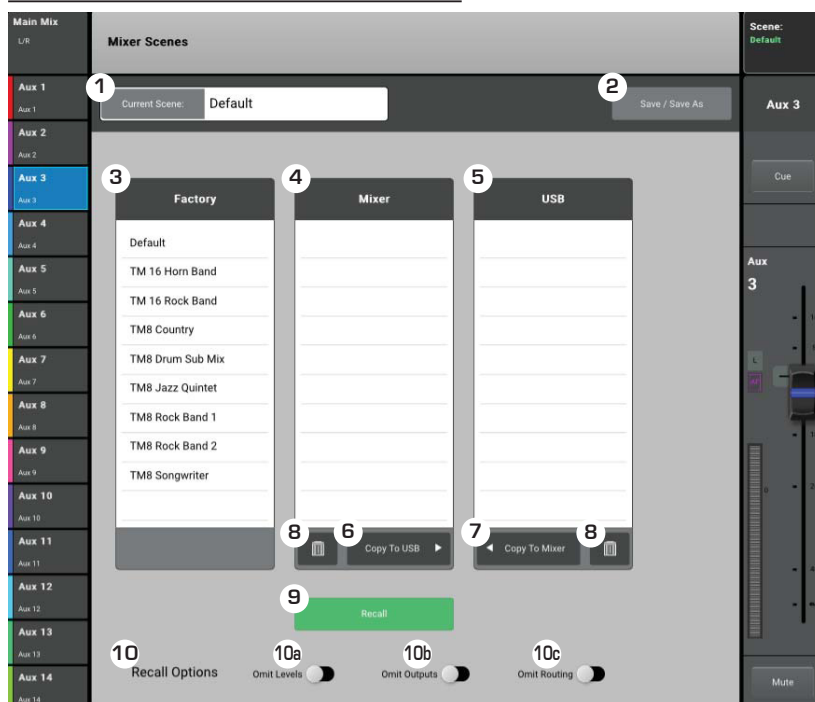 Main Mix
L/R
Mixer Scenes
Scene:
Default
1
Current Scene:
Default
2
Save / Save As
Aux 3
Aux 1
Aux 1
Aux 2
Aux 2
Aux 3
Aux 3
Aux 4
Aux 4
Aux 5
Aux 5
Aux 6
Aux 6
Aux 7
Aux 7
Aux 8
Aux 8
Aux 9
Aux 9
Aux 10
Aux 10
Aux 11
Aux 11
Aux 12
Aux 12
Aux 13
Aux 13
Aux 14
Aux 14
3
Factory
Default
TM 16 Horn Band
TM 16 Rock Band
TM8 Country
TM8 Drum Sub Mix
TM8 Jazz Quintet
TM8 Rock Band 1
TM8 Rock Band 2
TM8 Songwriter
4
Mixer
5
USB
8
6
Copy To USB
7
Copy To Mixer
8
9
Recall
10
Recall Options
10a
Omit Levels
10b
Omit Outputs
10c
Omit Routing
Cue
Aux
3
L
Mute